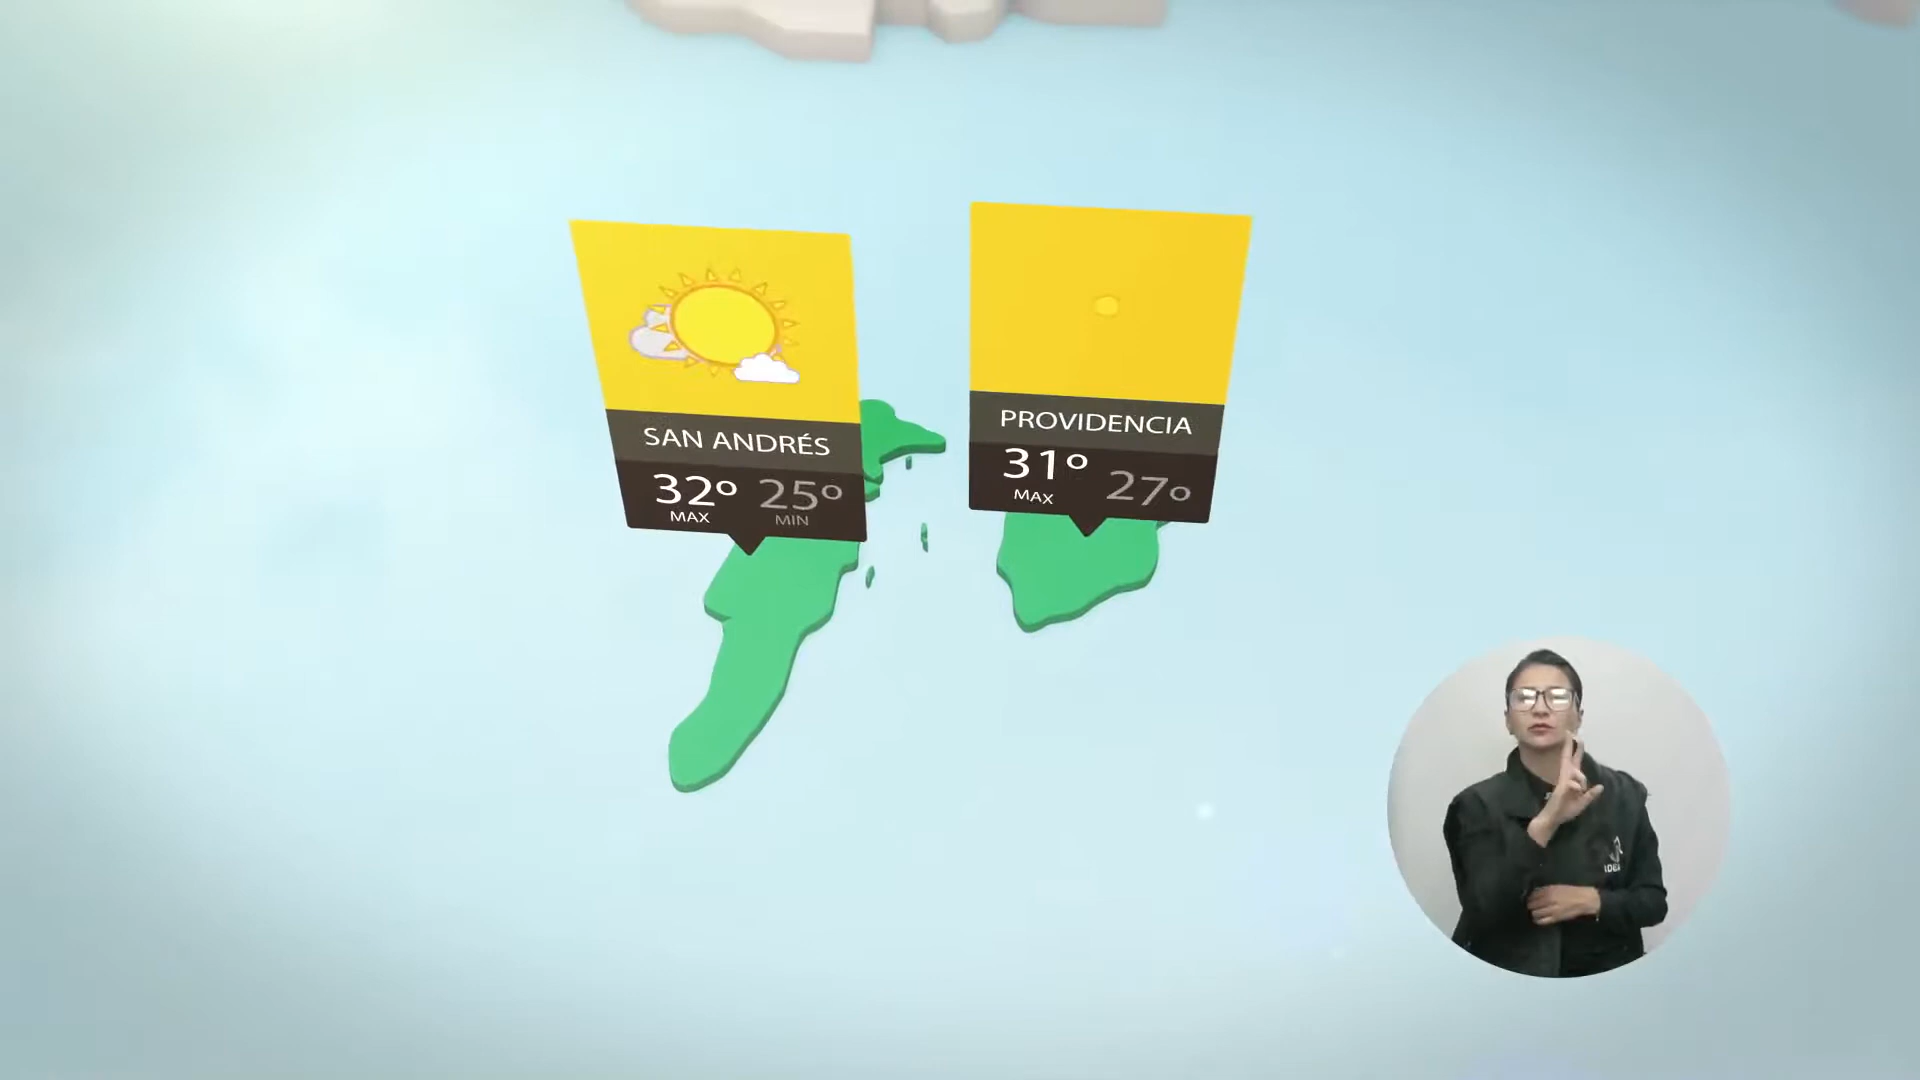 SAN ANDRÉS
32º 25º
MAX MIN
PROVIDENCIA
31º 27º
MAX